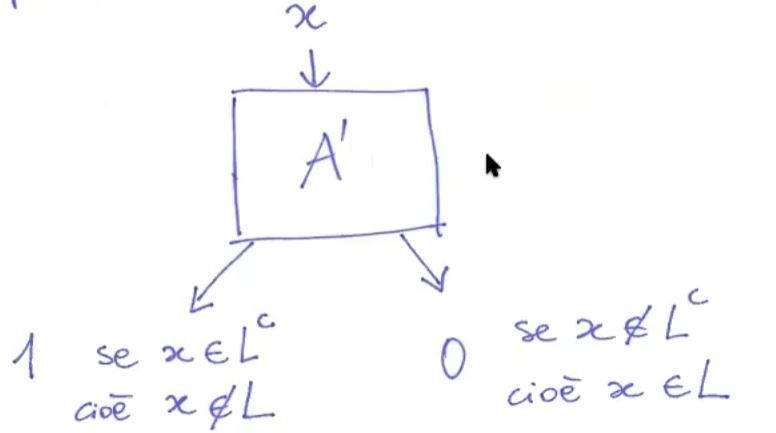 x
A'
1 se x ∈ L^c
cioè x ∉ L
0 se x ∉ L^c
cioè x ∈ L